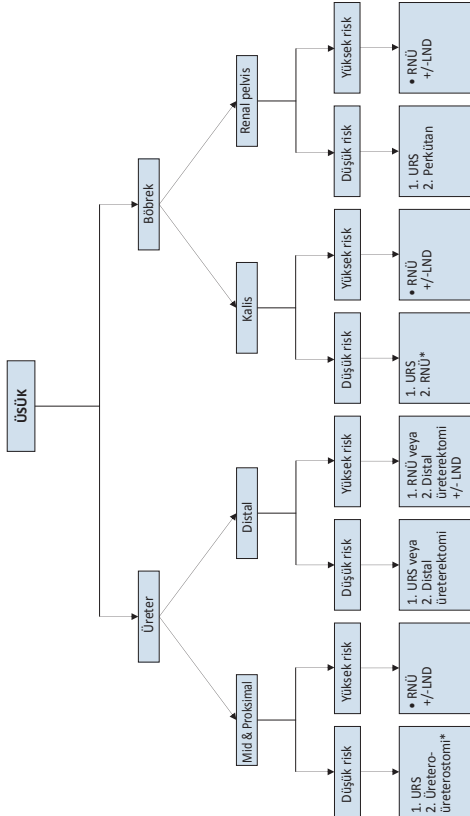 ÜSÜK
Üreter
Böbrek
Mid & Proksimal
Distal
Kalis
Renal pelvis
Düşük risk
Yüksek risk
Düşük risk
Yüksek risk
Düşük risk
Yüksek risk
Düşük risk
Yüksek risk
1. URS
2. Üretero-
üreterostomi*
• RNÜ
+/-LND
1. URS veya
2. Distal
üreterektomi
1. RNÜ veya
2. Distal
üreterektomi
+/- LND
1. URS
2. RNÜ*
• RNÜ
+/-LND
1. URS
2. Perkütan
• RNÜ
+/-LND